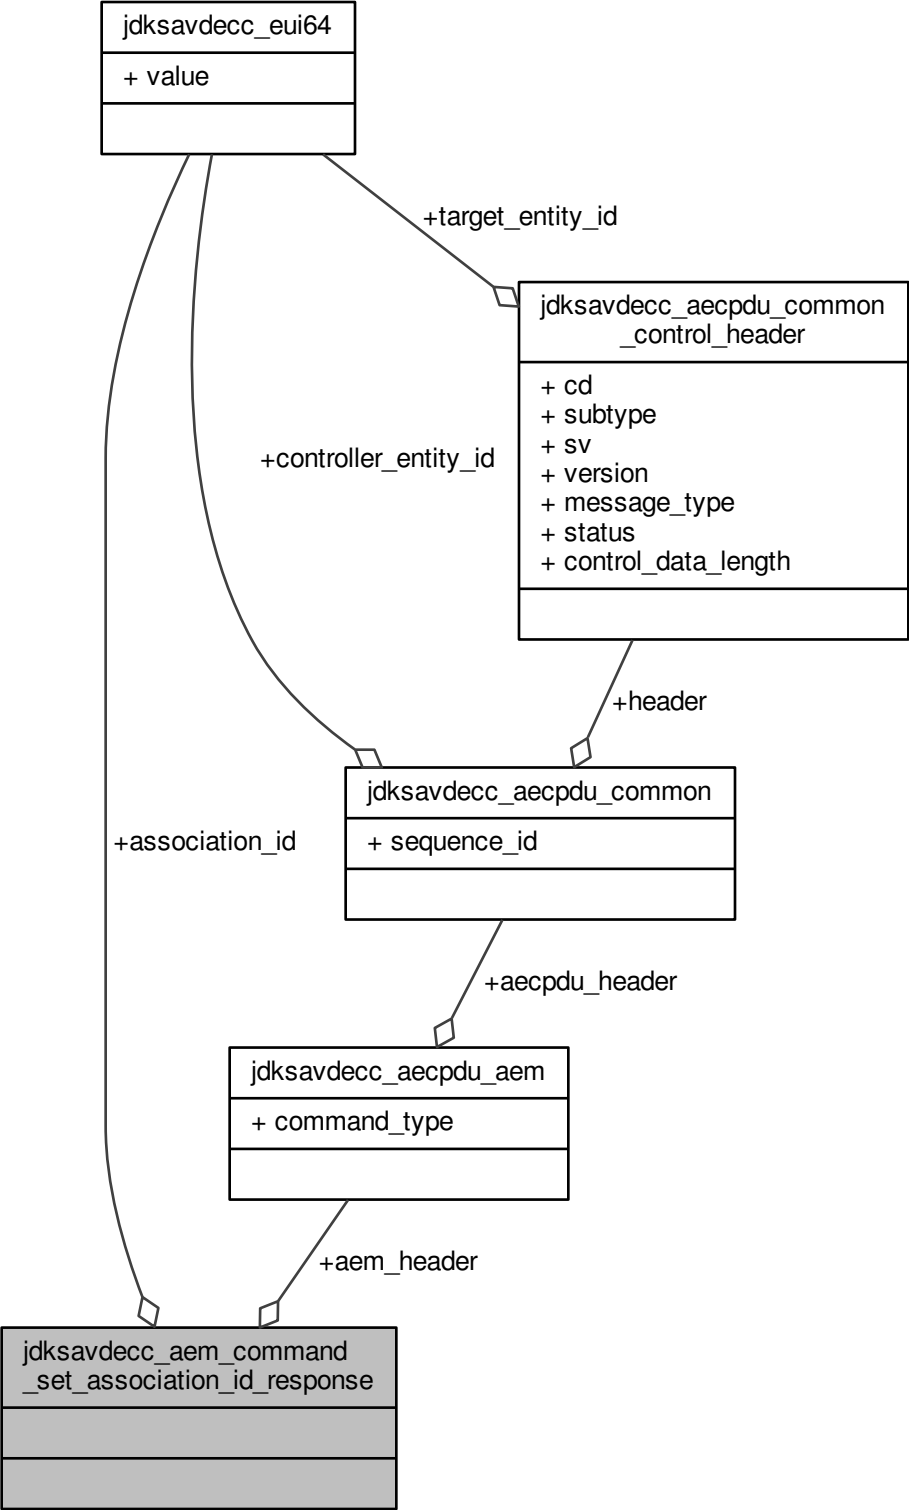 jdksavdecc_eui64
+ value
+target_entity_id
jdksavdecc_aecpdu_common
_control_header
+ cd
+ subtype
+ sv
+ version
+ message_type
+ status
+ control_data_length
+controller_entity_id
+header
jdksavdecc_aecpdu_common
+ sequence_id
+association_id
+aecpdu_header
jdksavdecc_aecpdu_aem
+ command_type
+aem_header
jdksavdecc_aem_command
_set_association_id_response